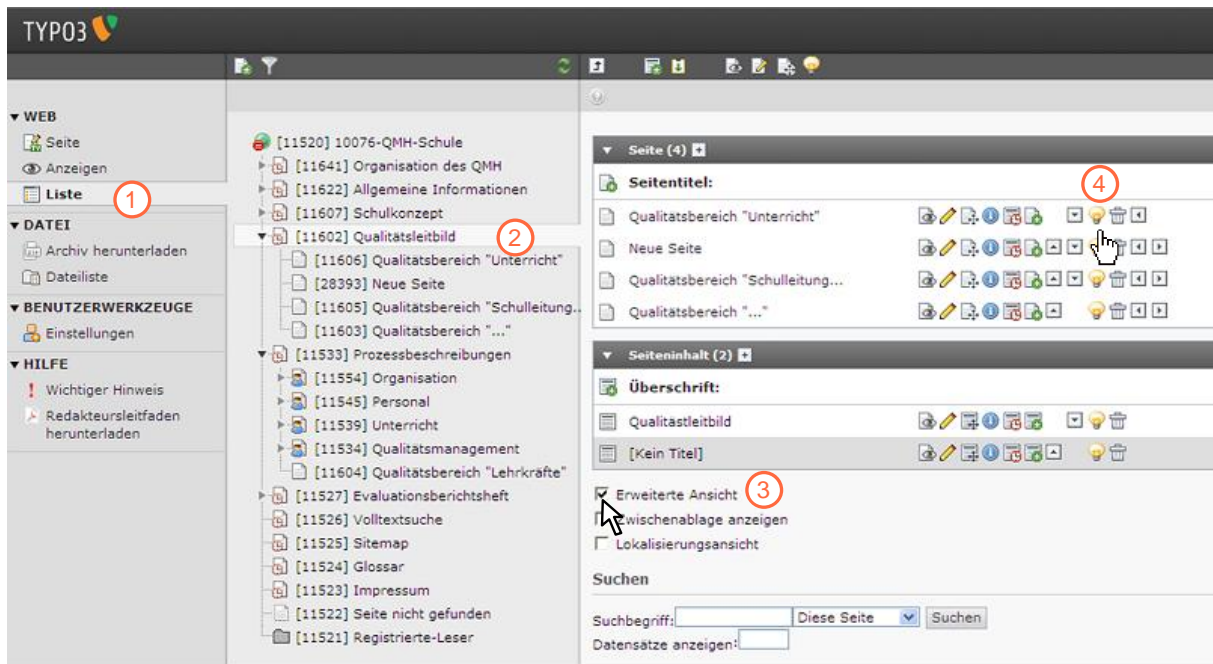 TYPO3
WEB
Seite
Anzeigen
Liste
1
DATEI
Archiv herunterladen
Dateiliste
BENUTZERWERKZEUGE
Einstellungen
HILFE
Wichtiger Hinweis
Redakteursleitfaden
herunterladen
[11520] 10076-QMH-Schule
[11641] Organisation des QMH
[11622] Allgemeine Informationen
[11607] Schulkonzept
[11602] Qualitätsleitbild
2
[11606] Qualitätsbereich "Unterricht"
[28393] Neue Seite
[11605] Qualitätsbereich "Schulleitung..
[11603] Qualitätsbereich "..."
[11533] Prozessbeschreibungen
[11554] Organisation
[11545] Personal
[11539] Unterricht
[11534] Qualitätsmanagement
[11604] Qualitätsbereich "Lehrkräfte"
[11527] Evaluationsberichtsheft
[11526] Volltextsuche
[11525] Sitemap
[11524] Glossar
[11523] Impressum
[11522] Seite nicht gefunden
[11521] Registrierte-Leser
Seite (4)
Seitentitel:
4
Qualitätsbereich "Unterricht"
Neue Seite
Qualitätsbereich "Schulleitung...
Qualitätsbereich "..."
Seiteninhalt (2)
Überschrift:
Qualitastleitbild
[Kein Titel]
Erweiterte Ansicht
3
Zwischenablage anzeigen
Lokalisierungsansicht
Suchen
Suchbegriff: Diese Seite Suchen
Datensätze anzeigen: